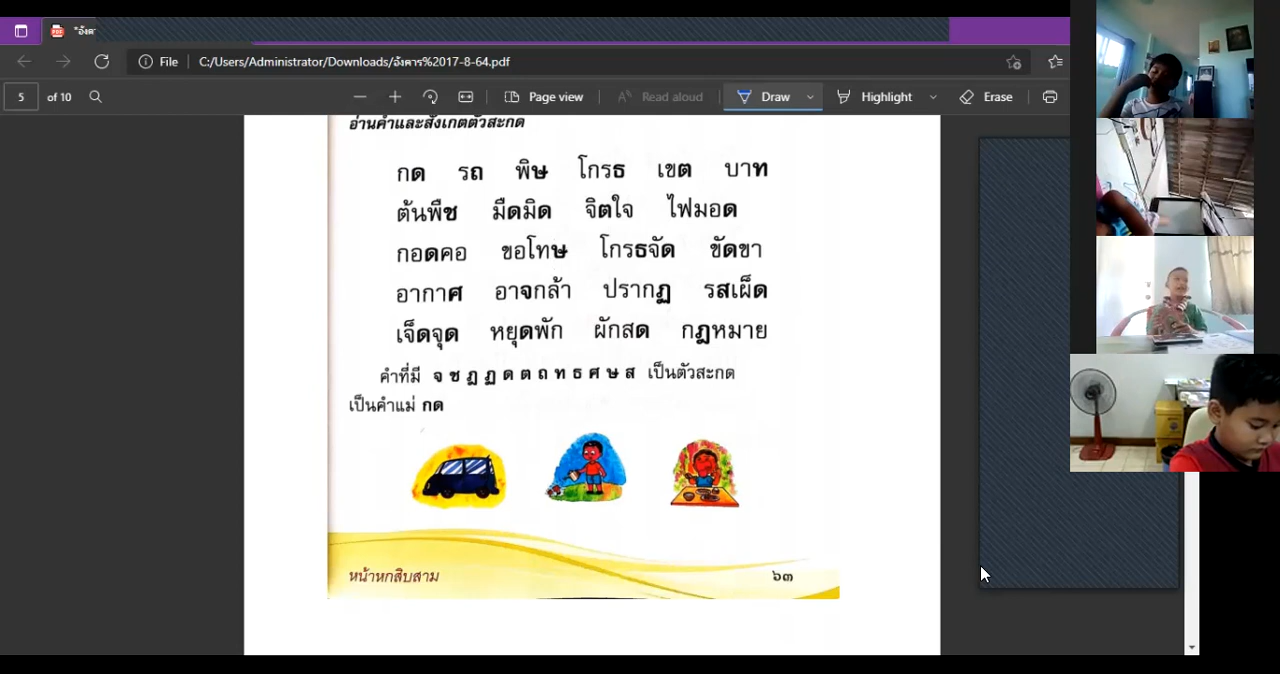 "อังค
File C:/Users/Administrator/Downloads/อังคาร%2017-8-64.pdf
5 of 10 Page view Read aloud Draw Highlight Erase
อ่านคำและสังเกตตัวสะกด
กด รถ พิษ โกรธ เขต บาท
ต้นพืช มืดมิด จิตใจ ไฟมอด
กอดคอ ขอโทษ โกรธจัด ขัดขา
อากาศ อาจกล้า ปรากฏ รสเผ็ด
เจ็ดจุด หยุดพัก ผักสด กฎหมาย
คำที่มี จ ช ฎ ฏ ด ต ถ ท ธ ศ ษ ส เป็นตัวสะกด
เป็นคำแม่ กด
หน้าหกสิบสาม ๖๓